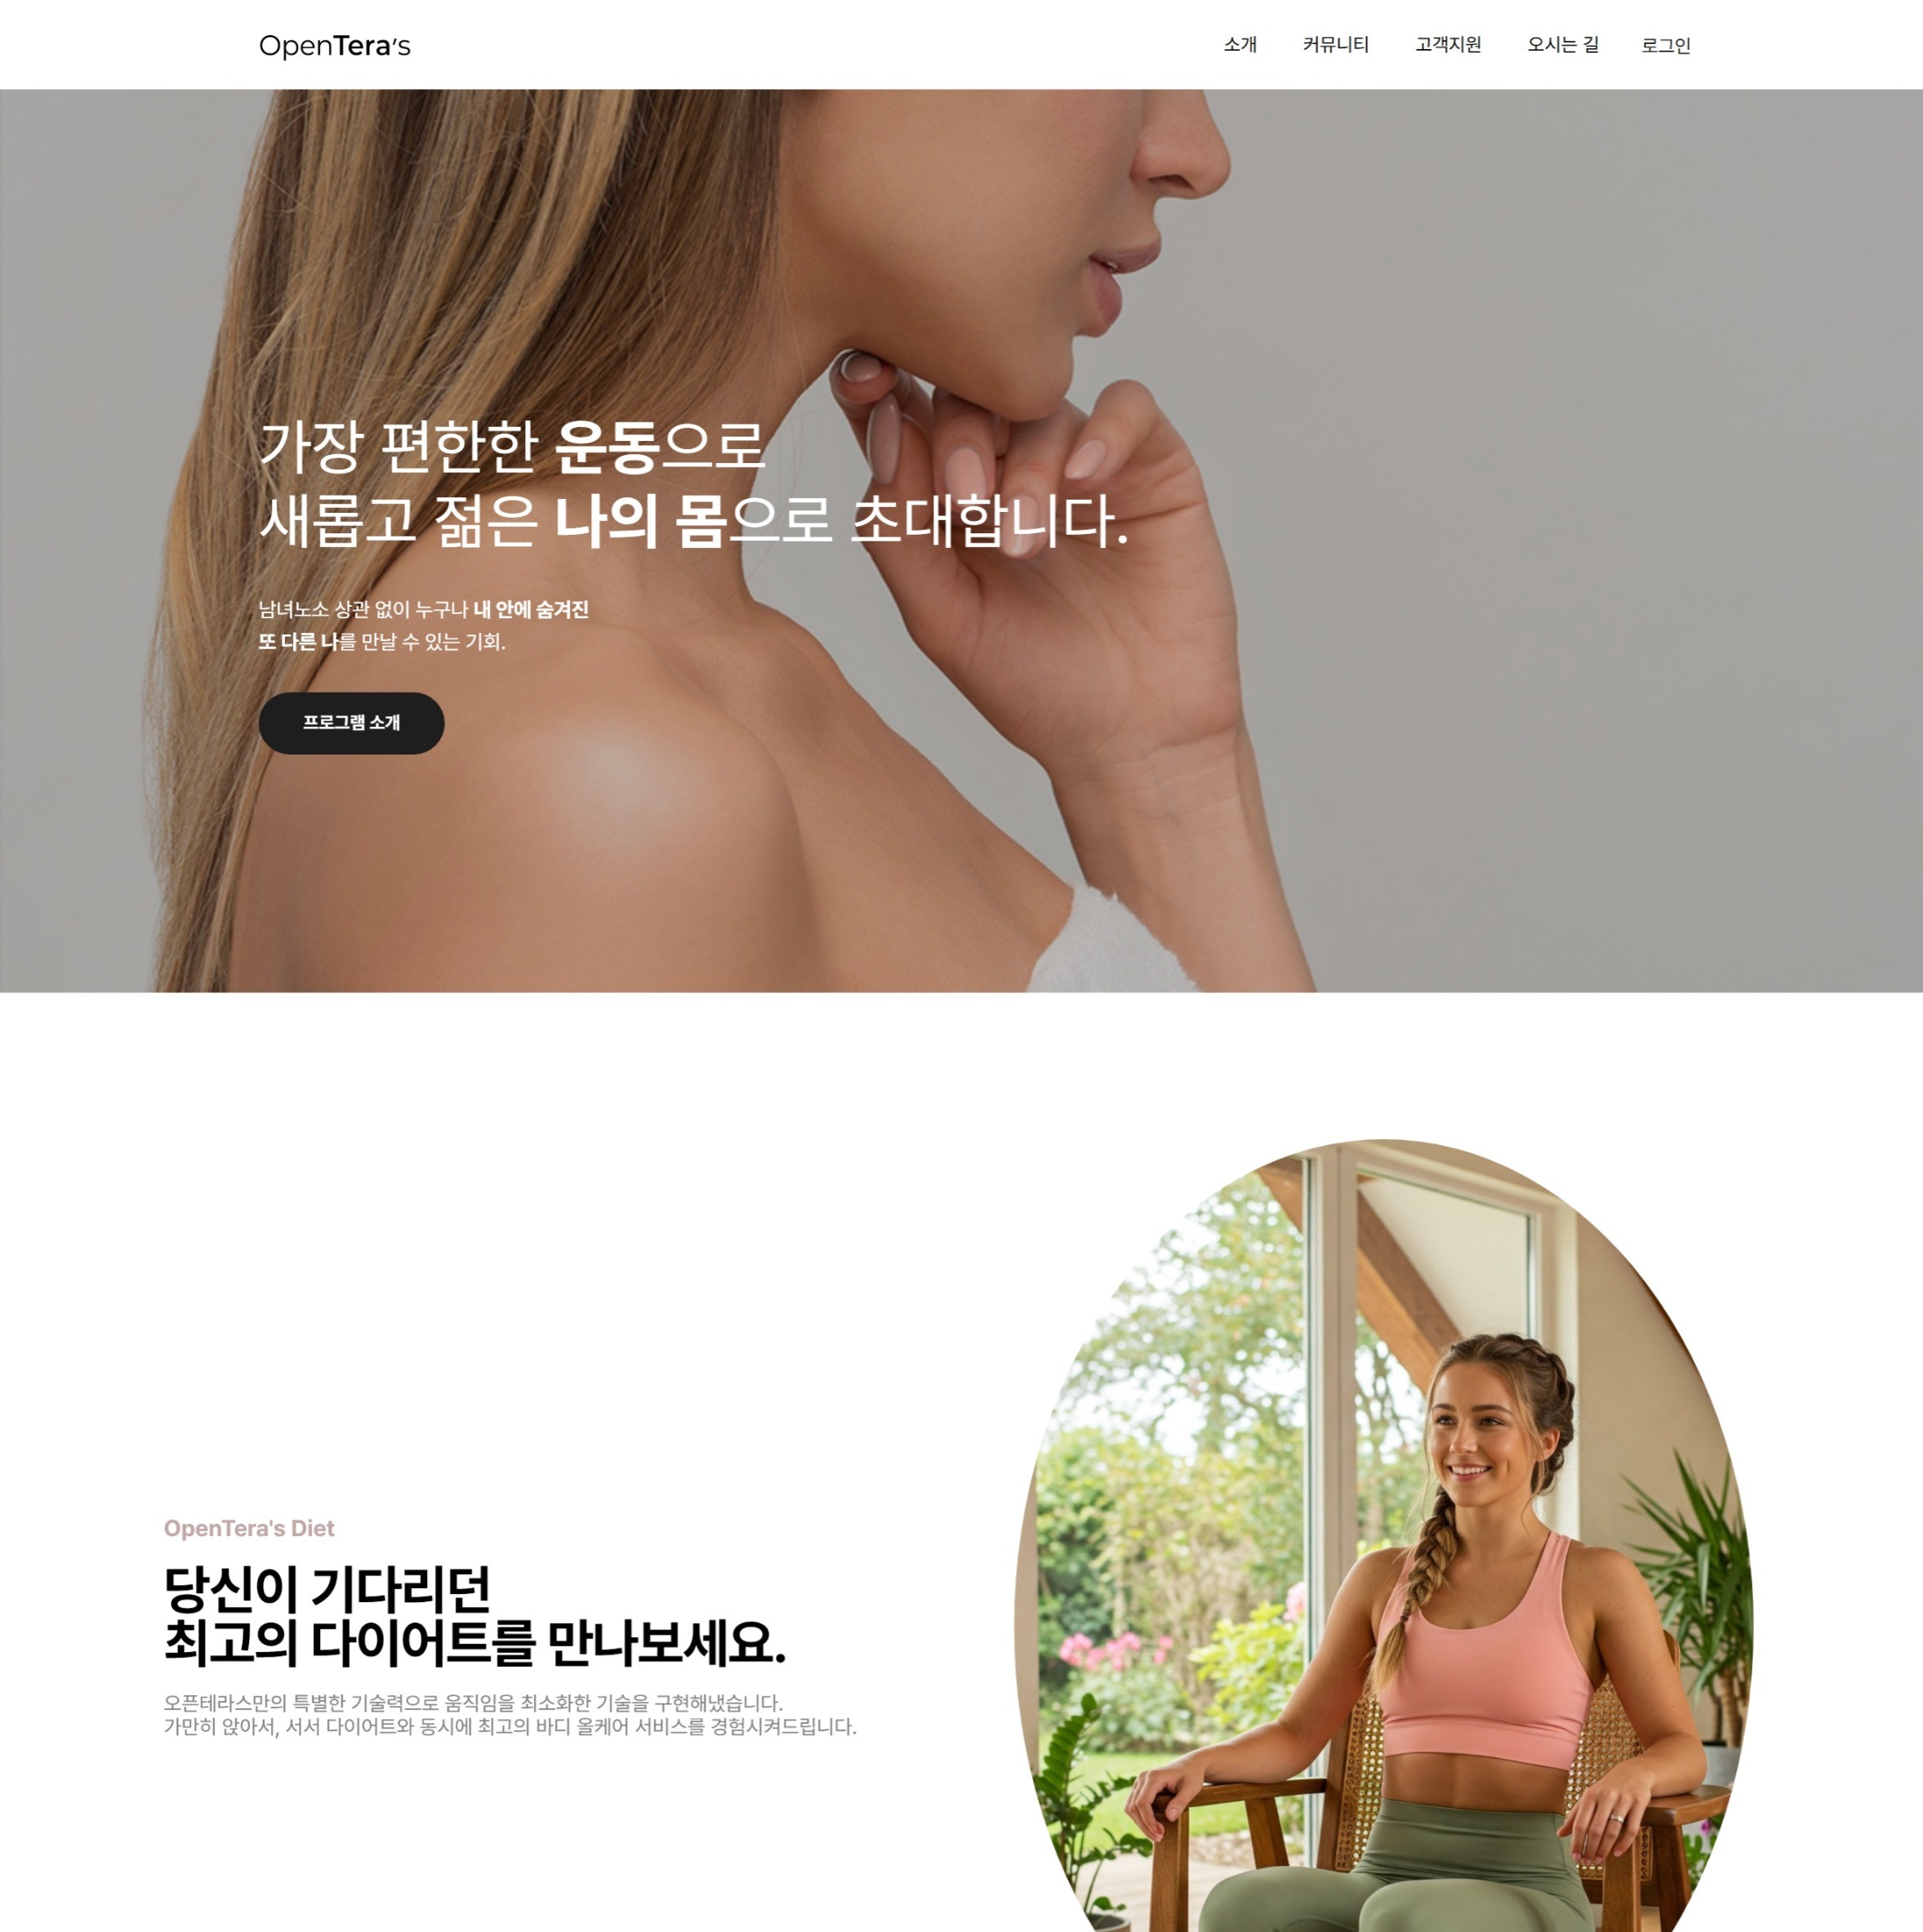 OpenTera's
소개
커뮤니티
고객지원
오시는 길
로그인
가장 편한한 운동으로
새롭고 젊은 나의 몸으로 초대합니다.
남녀노소 상관 없이 누구나 내 안에 숨겨진
또 다른 나를 만날 수 있는 기회.
프로그램 소개
OpenTera's Diet
당신이 기다리던
최고의 다이어트를 만나보세요.
오픈테라스만의 특별한 기술력으로 움직임을 최소화한 기술을 구현해냈습니다.
가만히 앉아서, 서서 다이어트와 동시에 최고의 바디 올케어 서비스를 경험시켜드립니다.